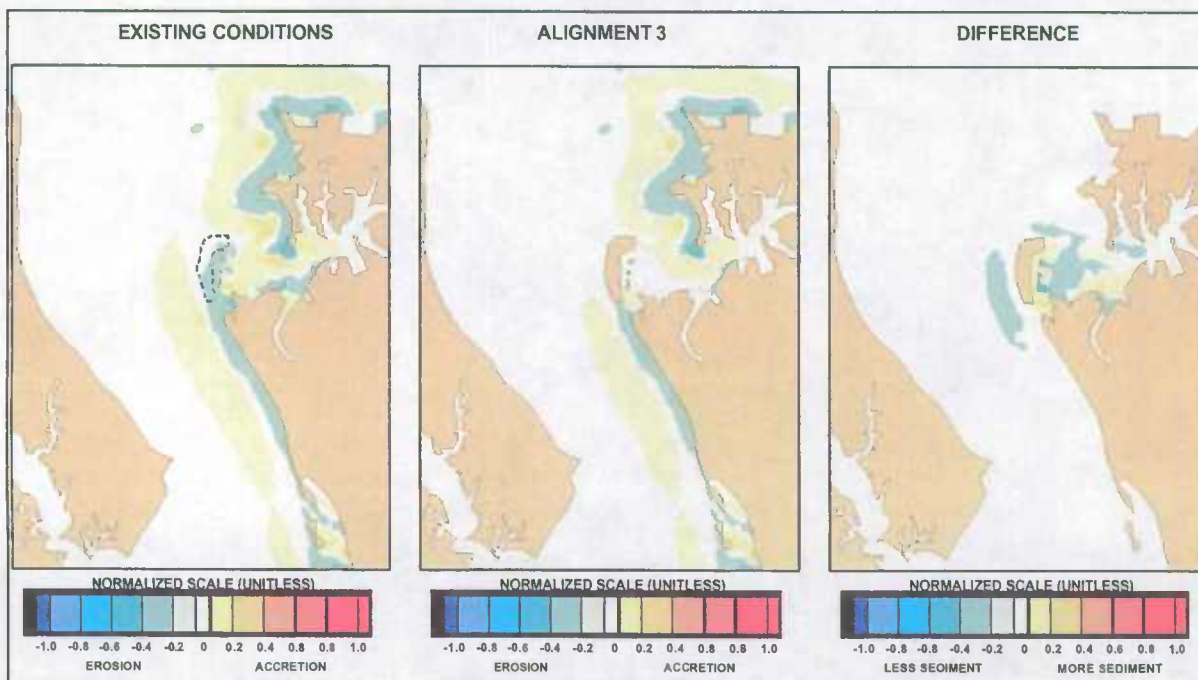 EXISTING CONDITIONS
ALIGNMENT 3
DIFFERENCE
NORMALIZED SCALE (UNITLESS)
-1.0 -0.8 -0.6 -0.4 -0.2 0 0.2 0.4 0.6 0.8 1.0
EROSION ACCRETION
NORMALIZED SCALE (UNITLESS)
-1.0 -0.8 -0.6 -0.4 -0.2 0 0.2 0.4 0.6 0.8 1.0
EROSION ACCRETION
NORMALIZED SCALE (UNITLESS)
-1.0 -0.8 -0.6 -0.4 -0.2 0 0.2 0.4 0.6 0.8 1.0
LESS SEDIMENT MORE SEDIMENT